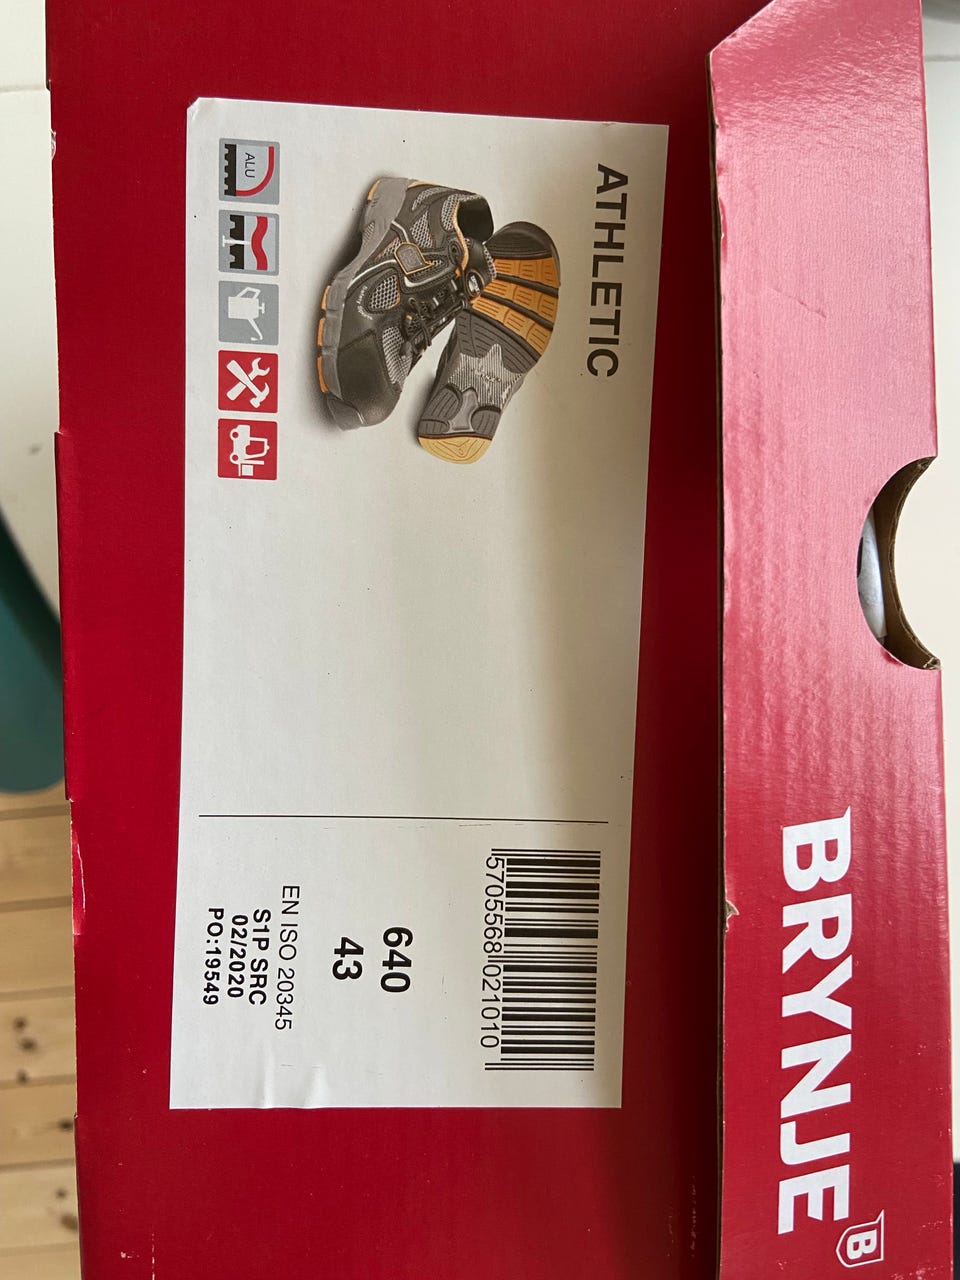 BRYNJE
B
ATHLETIC
ALU
5705568021010
640
43
EN ISO 20345
S1P SRC
02/2020
PO:19549